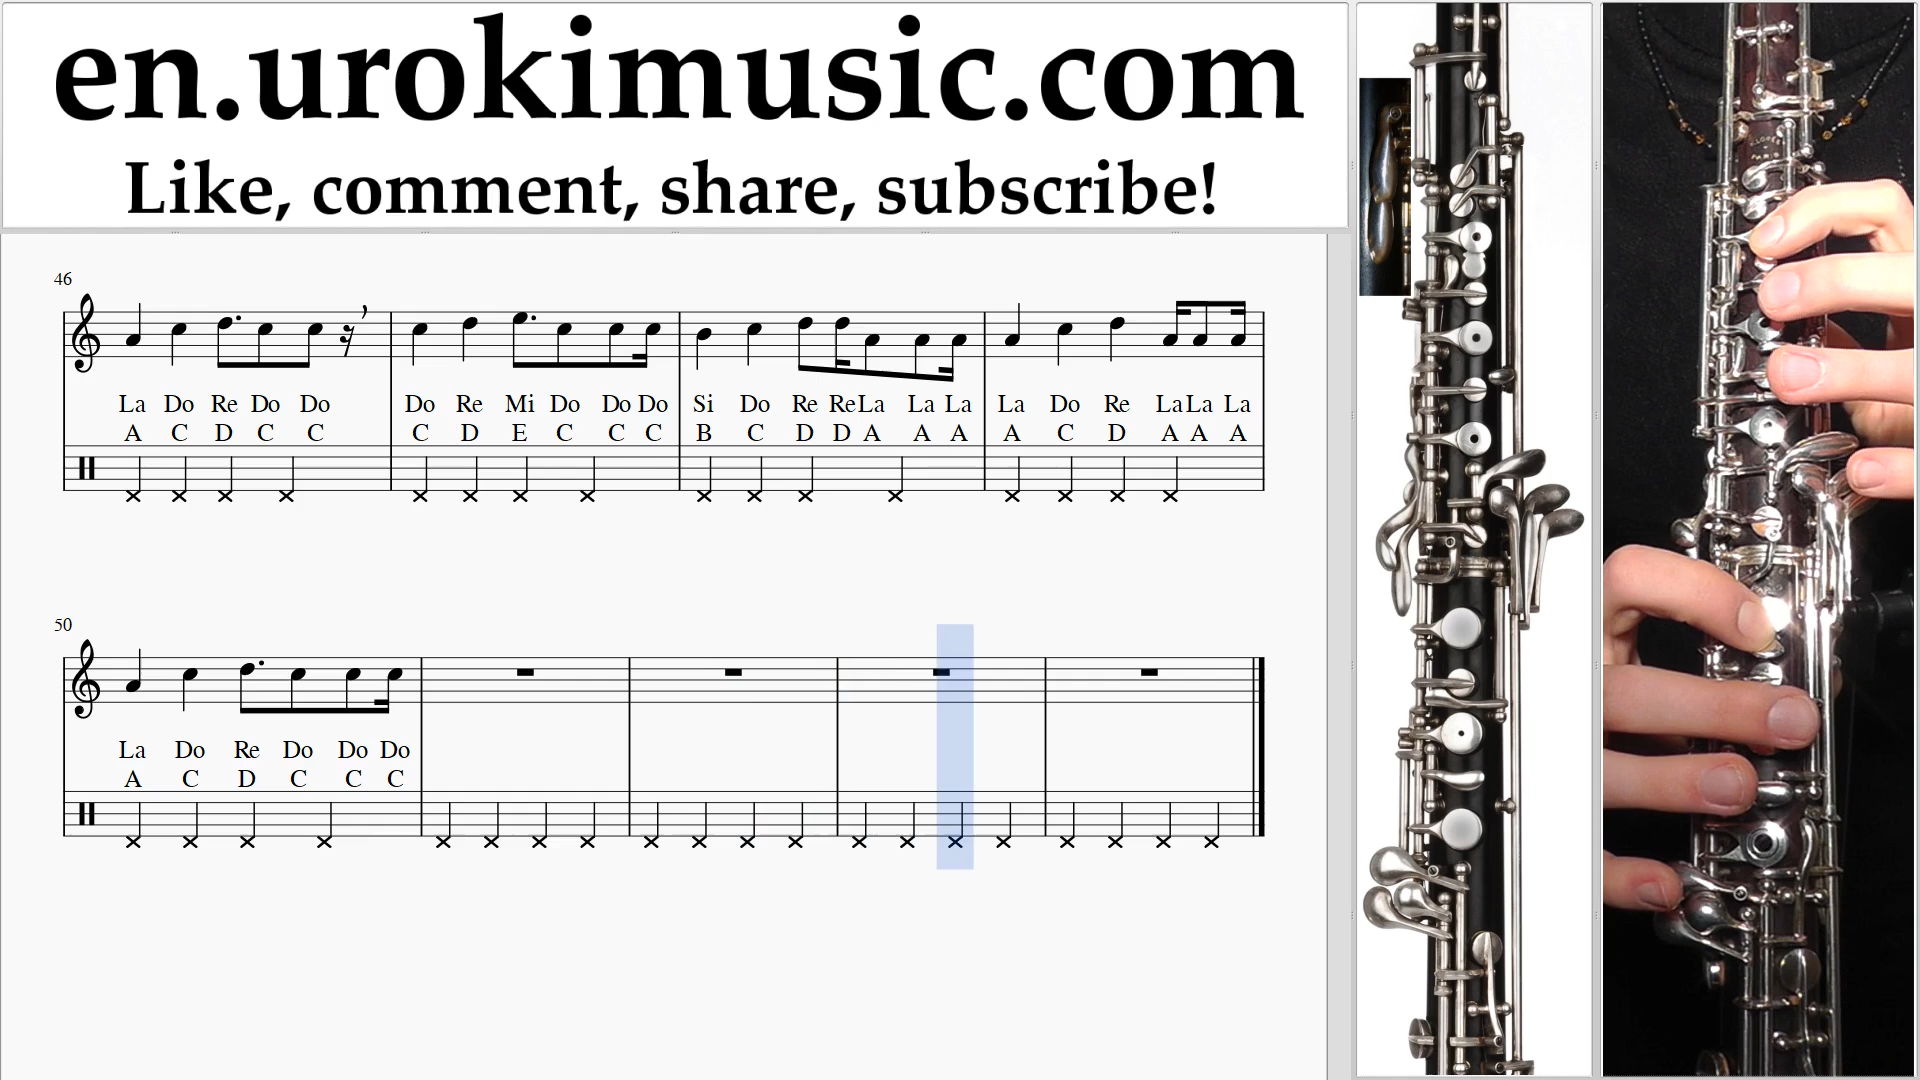 en.urokimusic.com
Like, comment, share, subscribe!
46
La Do Re Do Do Do Re Mi Do Do Do Si Do Re Re La La La La Do Re La La La
A C D C C C D E C C C B C D D A A A A C D A A A
50
La Do Re Do Do Do
A C D C C C